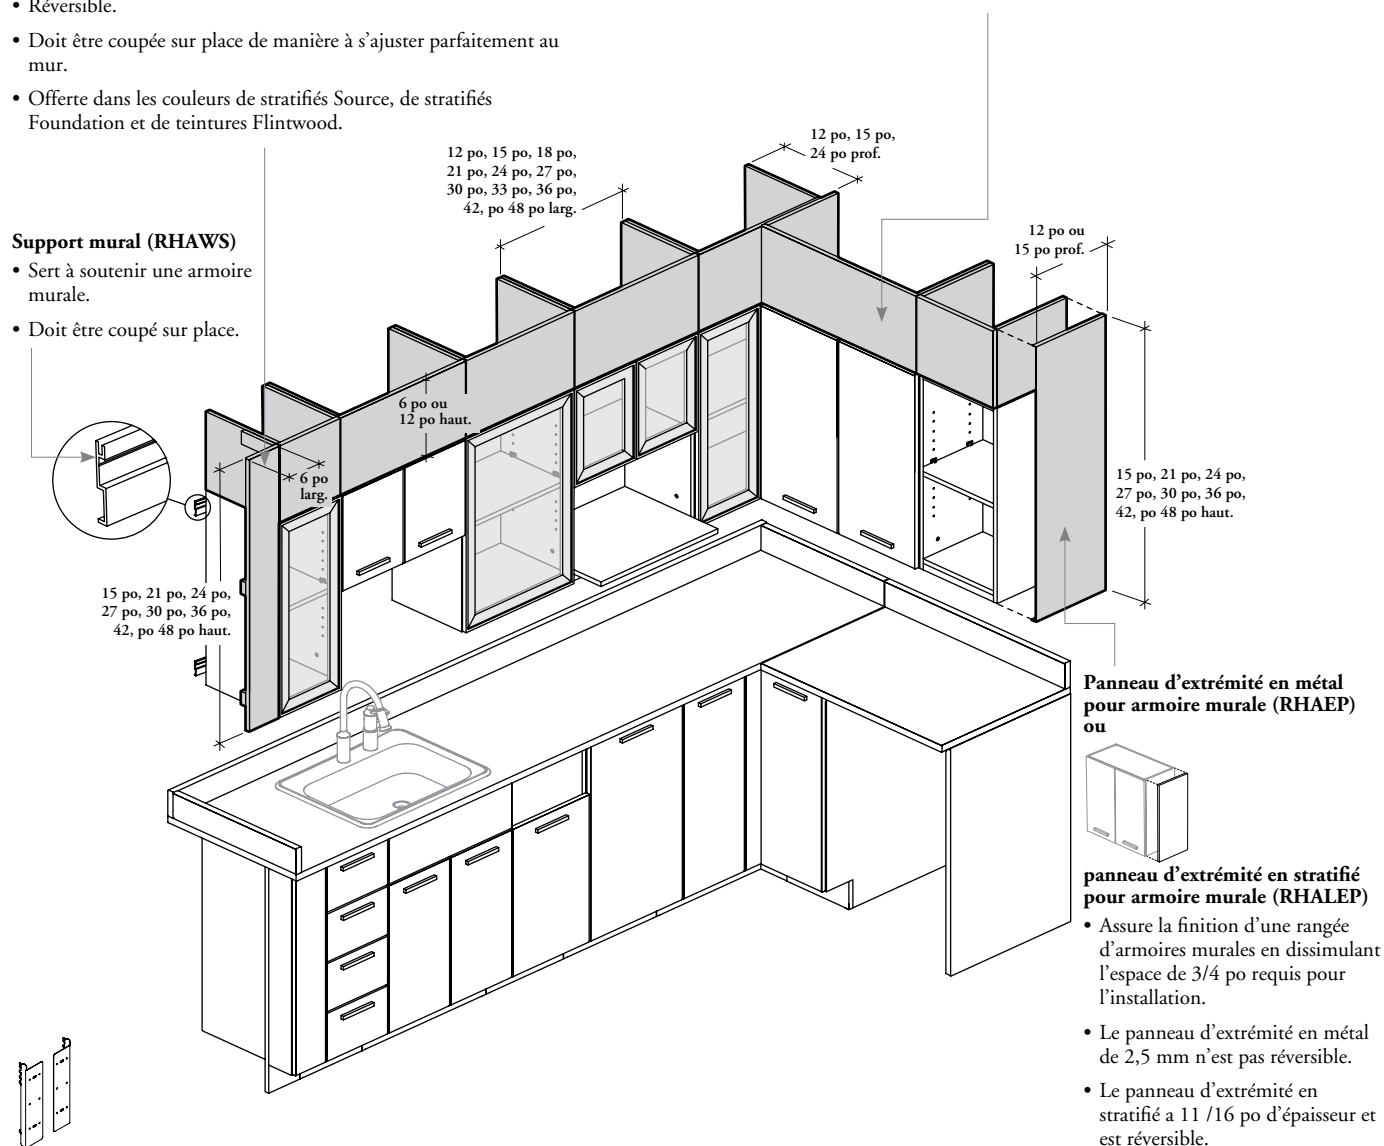 • Réversible.
• Doit être coupée sur place de manière à s'ajuster parfaitement au
mur.
• Offerte dans les couleurs de stratifiés Source, de stratifiés
Foundation et de teintures Flintwood.
12 po, 15 po, 18 po,
21 po, 24 po, 27 po,
30 po, 33 po, 36 po,
42, po 48 po larg.
12 po, 15 po,
24 po prof.
12 po ou
15 po prof.
Support mural (RHAWS)
• Sert à soutenir une armoire
murale.
• Doit être coupé sur place.
6 po ou
12 po haut.
6 po
larg.
15 po, 21 po, 24 po,
27 po, 30 po, 36 po,
42, po 48 po haut.
15 po, 21 po, 24 po,
27 po, 30 po, 36 po,
42, po 48 po haut.
Panneau d'extrémité en métal
pour armoire murale (RHAEP)
ou
panneau d'extrémité en stratifié
pour armoire murale (RHALEP)
• Assure la finition d'une rangée
d'armoires murales en dissimulant
l'espace de 3/4 po requis pour
l'installation.
• Le panneau d'extrémité en métal
de 2,5 mm n'est pas réversible.
• Le panneau d'extrémité en
stratifié a 11 /16 po d'épaisseur et
est réversible.